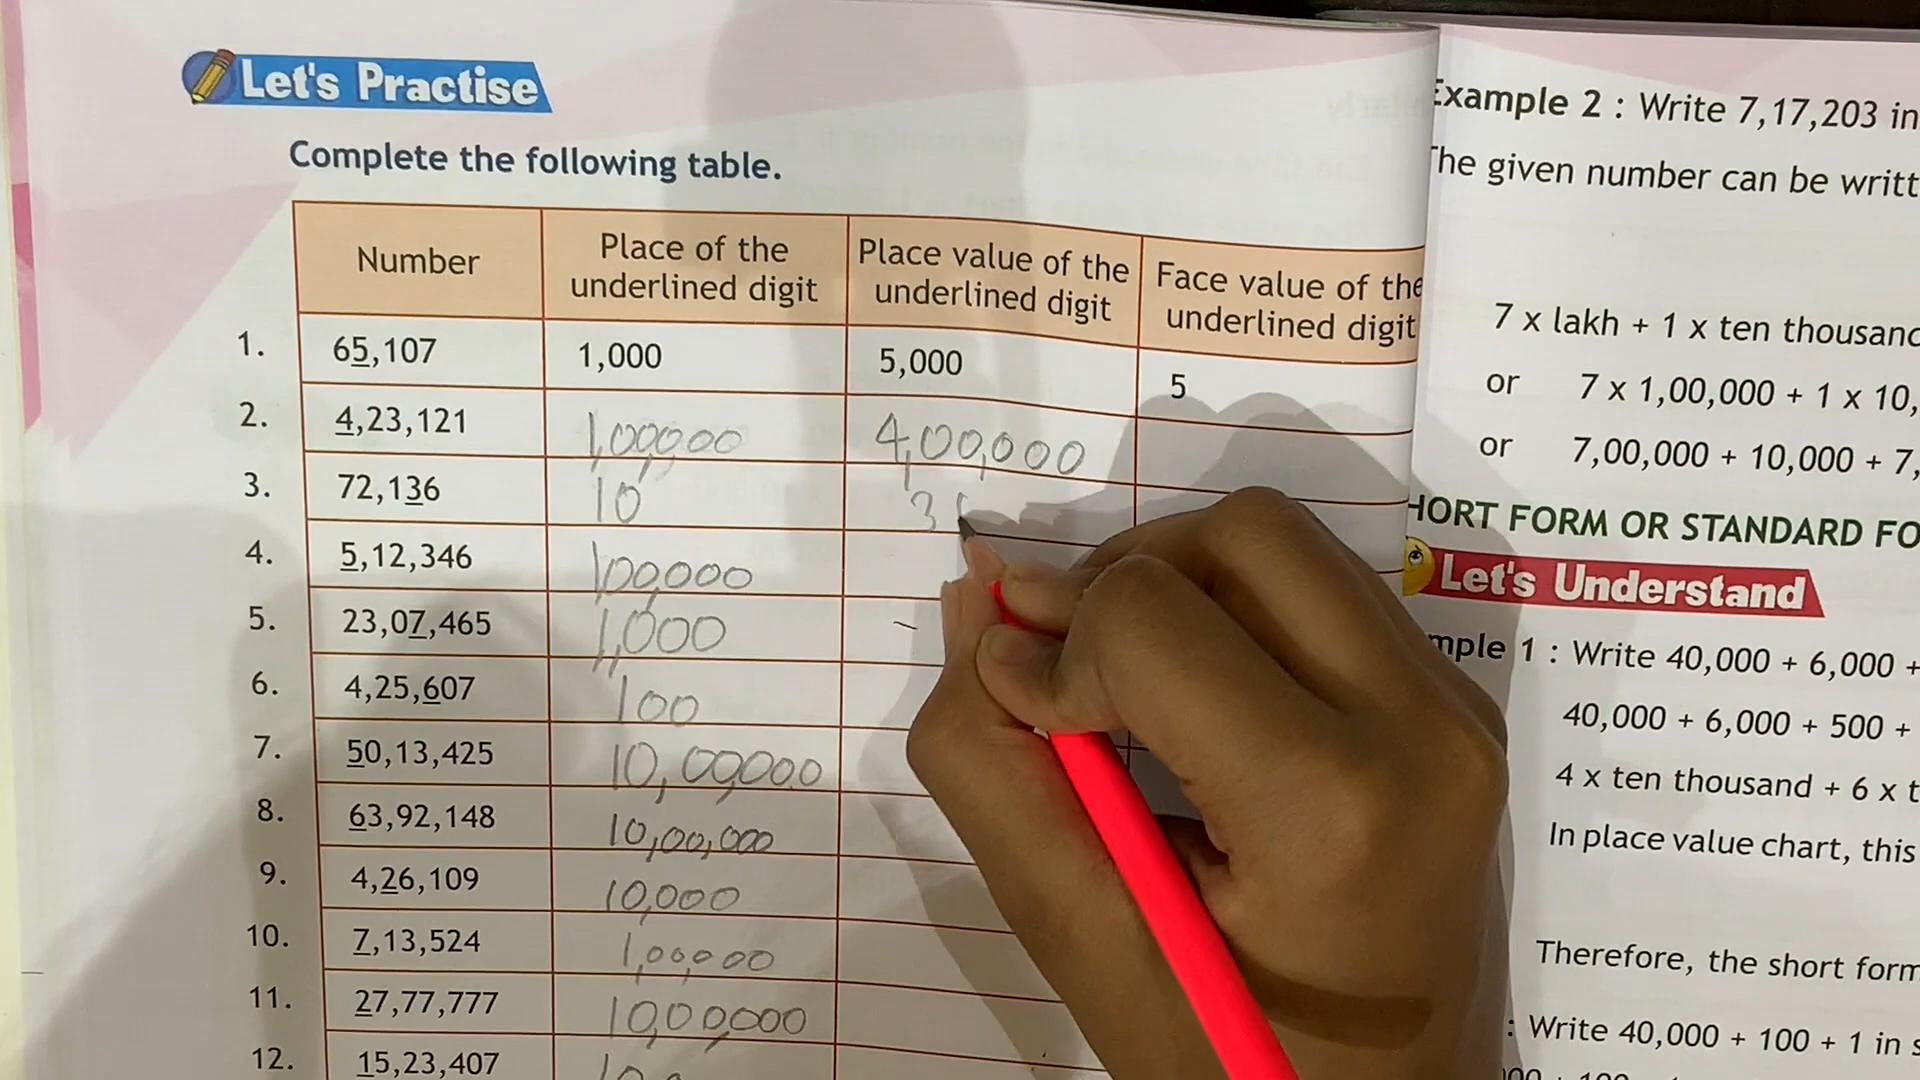 Let's Practise
Complete the following table.
Number
Place of the underlined digit
Place value of the underlined digit
Face value of the underlined digit
1. 65,107 1,000 5,000 5
2. 4,23,121 1,00,000 4,00,000
3. 72,136 10 3
4. 5,12,346 1,00,000
5. 23,07,465 1,000
6. 4,25,607 100
7. 50,13,425 10,00,000
8. 63,92,148 10,00,000
9. 4,26,109 10,000
10. 7,13,524 1,00,000
11. 27,77,777 10,00,000
12. 15,23,407
Example 2 : Write 7,17,203 in
The given number can be writt
7 x lakh + 1 x ten thousand
or 7 x 1,00,000 + 1 x 10,
or 7,00,000 + 10,000 + 7,
HORT FORM OR STANDARD FO
Let's Understand
mple 1 : Write 40,000 + 6,000 +
40,000 + 6,000 + 500 +
4 x ten thousand + 6 x t
In place value chart, this
Therefore, the short form
: Write 40,000 + 100 + 1 in s